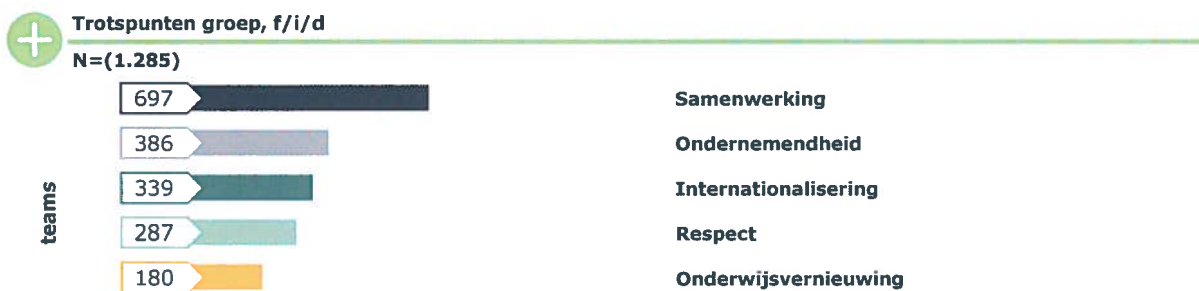 Trotspunten groep, f/i/d
N=(1.285)
697 Samenwerking
386 Ondernemendheid
339 Internationalisering
287 Respect
180 Onderwijsvernieuwing
teams